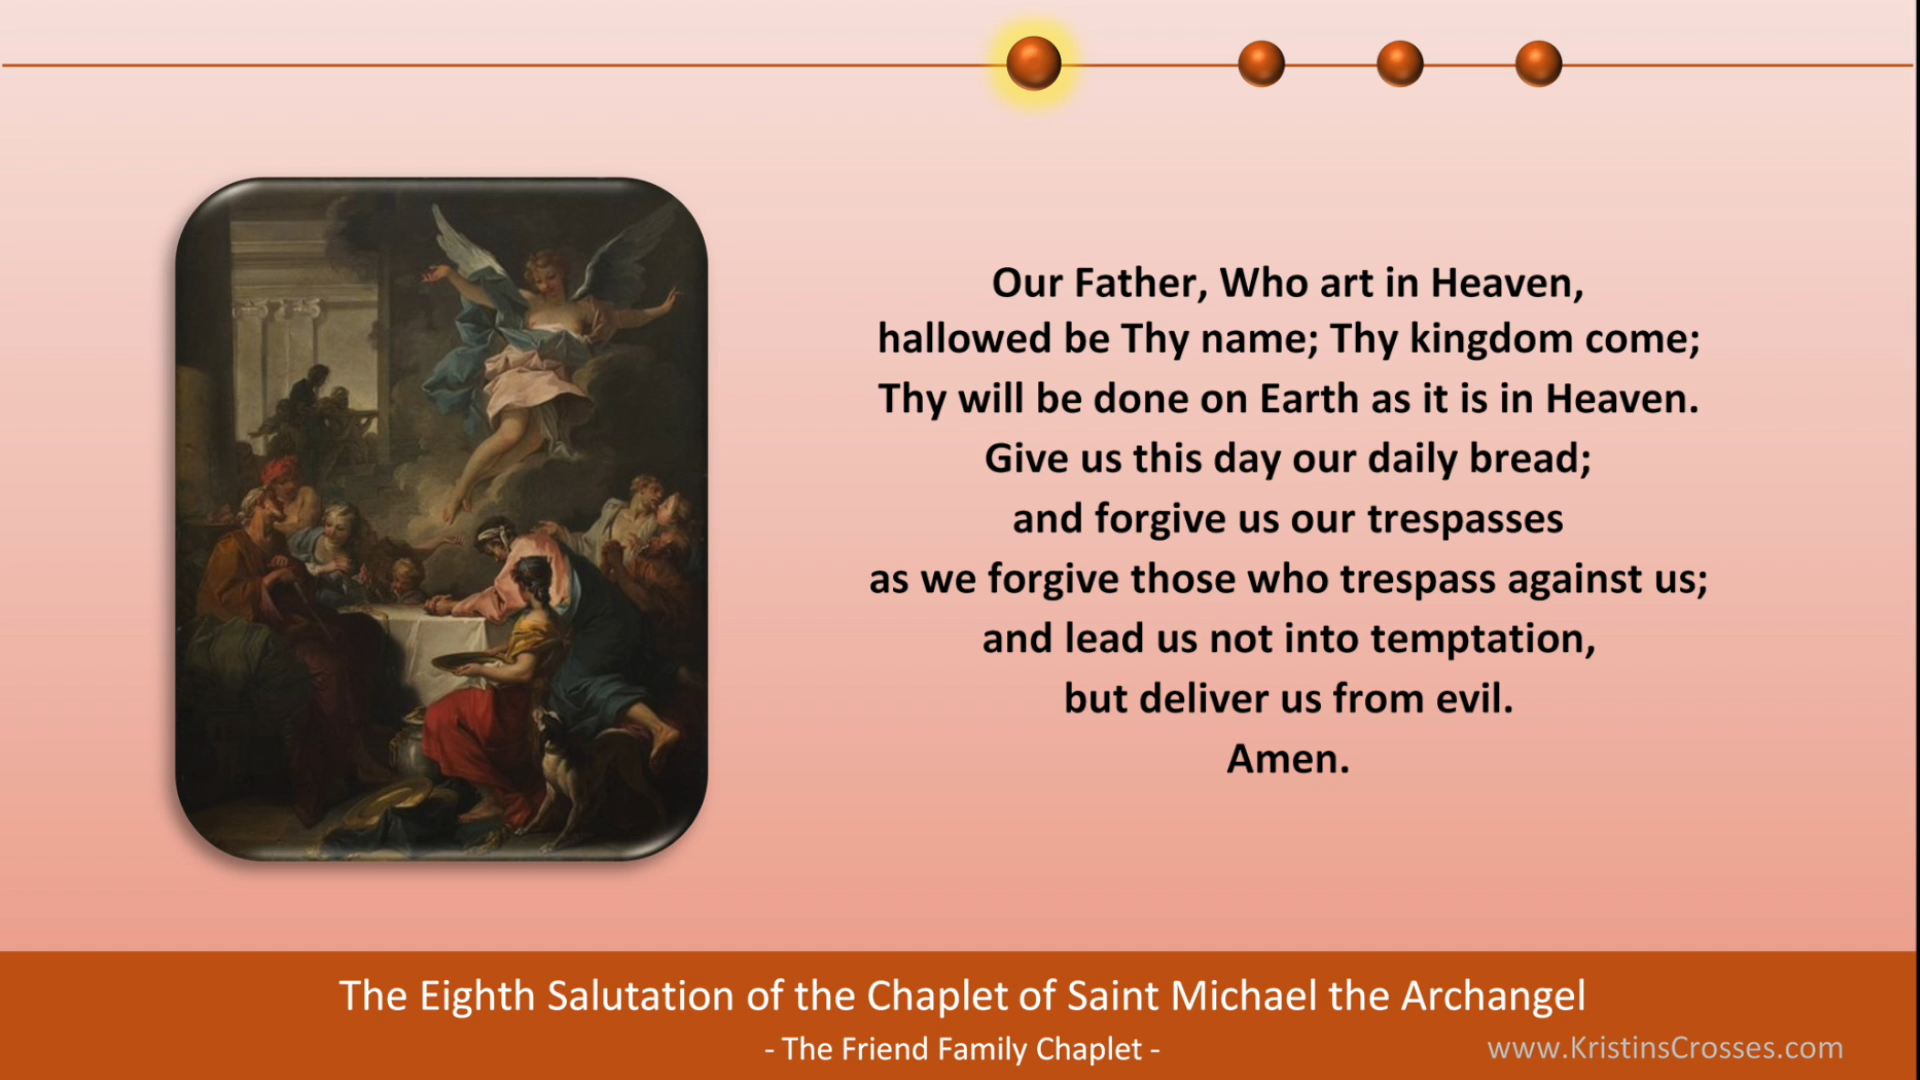 Our Father, Who art in Heaven,
hallowed be Thy name; Thy kingdom come;
Thy will be done on Earth as it is in Heaven.
Give us this day our daily bread;
and forgive us our trespasses
as we forgive those who trespass against us;
and lead us not into temptation,
but deliver us from evil.
Amen.
The Eighth Salutation of the Chaplet of Saint Michael the Archangel
- The Friend Family Chaplet -
www.KristinsCrosses.com